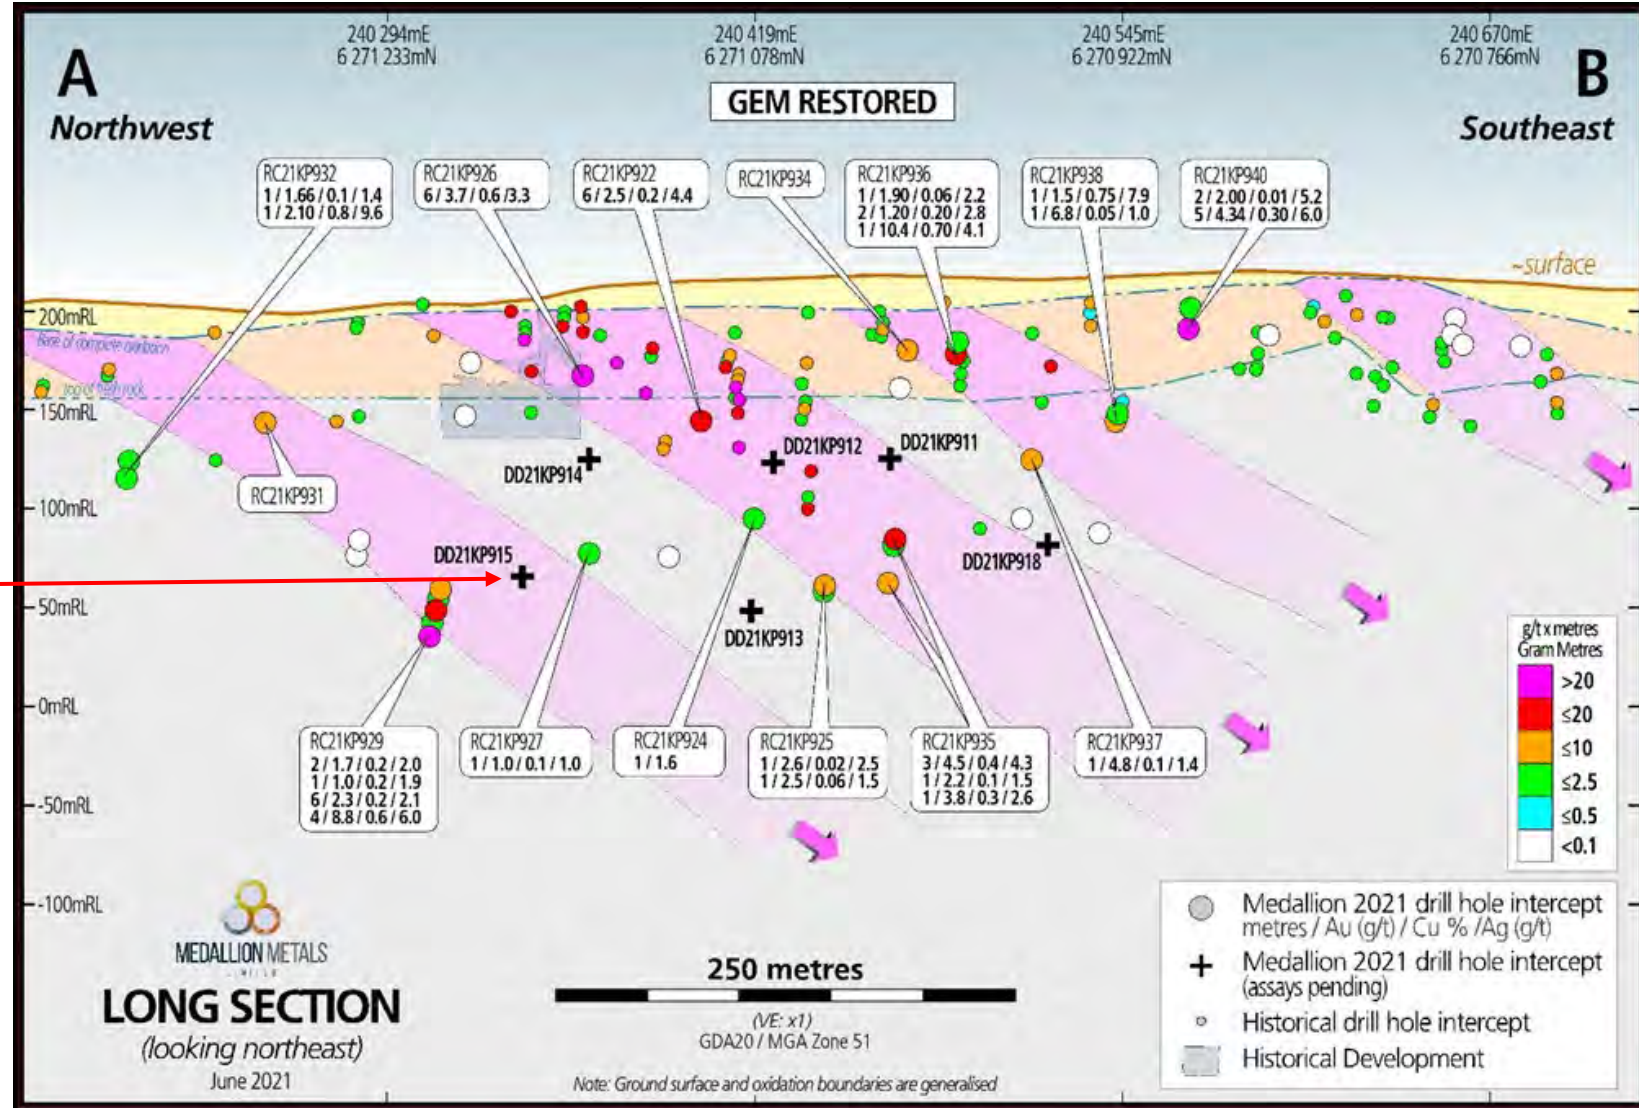 240 294mE
6 271 233mN
240 419mE
6 271 078mN
240 545mE
6 270 922mN
240 670mE
6 270 766mN
A
B
Northwest
GEM RESTORED
Southeast
RC21KP932
1 / 1.66 / 0.1 / 1.4
1 / 2.10 / 0.8 / 9.6
RC21KP926
6 / 3.7 / 0.6 /3.3
RC21KP922
6 / 2.5 / 0.2 / 4.4
RC21KP934
RC21KP936
1 / 1.90 / 0.06 / 2.2
2 / 1.20 / 0.20 / 2.8
1 / 10.4 / 0.70 / 4.1
RC21KP938
1 / 1.5 / 0.75 / 7.9
1 / 6.8 / 0.05 / 1.0
RC21KP940
2 / 2.00 / 0.01 / 5.2
5 / 4.34 / 0.30 / 6.0
~surface
200mRL
Base of complete oxidation
top of fresh rock
150mRL
DD21KP912
DD21KP911
DD21KP914
RC21KP931
100mRL
DD21KP915
DD21KP918
50mRL
DD21KP913
g/t x metres
Gram Metres
>20
≤20
≤10
≤2.5
≤0.5
<0.1
0mRL
RC21KP929
2 / 1.7 / 0.2 / 2.0
1 / 1.0 / 0.2 / 1.9
6 / 2.3 / 0.2 / 2.1
4 / 8.8 / 0.6 / 6.0
RC21KP927
1 / 1.0 / 0.1 / 1.0
RC21KP924
1 / 1.6
RC21KP925
1 / 2.6 / 0.02 / 2.5
1 / 2.5 / 0.06 / 1.5
RC21KP935
3 / 4.5 / 0.4 / 4.3
1 / 2.2 / 0.1 / 1.5
1 / 3.8 / 0.3 / 2.6
RC21KP937
1 / 4.8 / 0.1 / 1.4
-50mRL
-100mRL
MEDALLION METALS
LONG SECTION
(looking northeast)
June 2021
250 metres
(VE: x1)
GDA20 / MGA Zone 51
Note: Ground surface and oxidation boundaries are generalised
Medallion 2021 drill hole intercept
metres / Au (g/t) / Cu % /Ag (g/t)
Medallion 2021 drill hole intercept
(assays pending)
Historical drill hole intercept
Historical Development